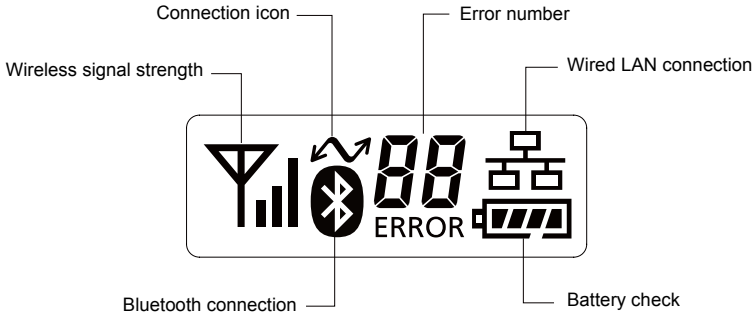 Connection icon
Error number
Wireless signal strength
Wired LAN connection
88
ERROR
Bluetooth connection
Battery check